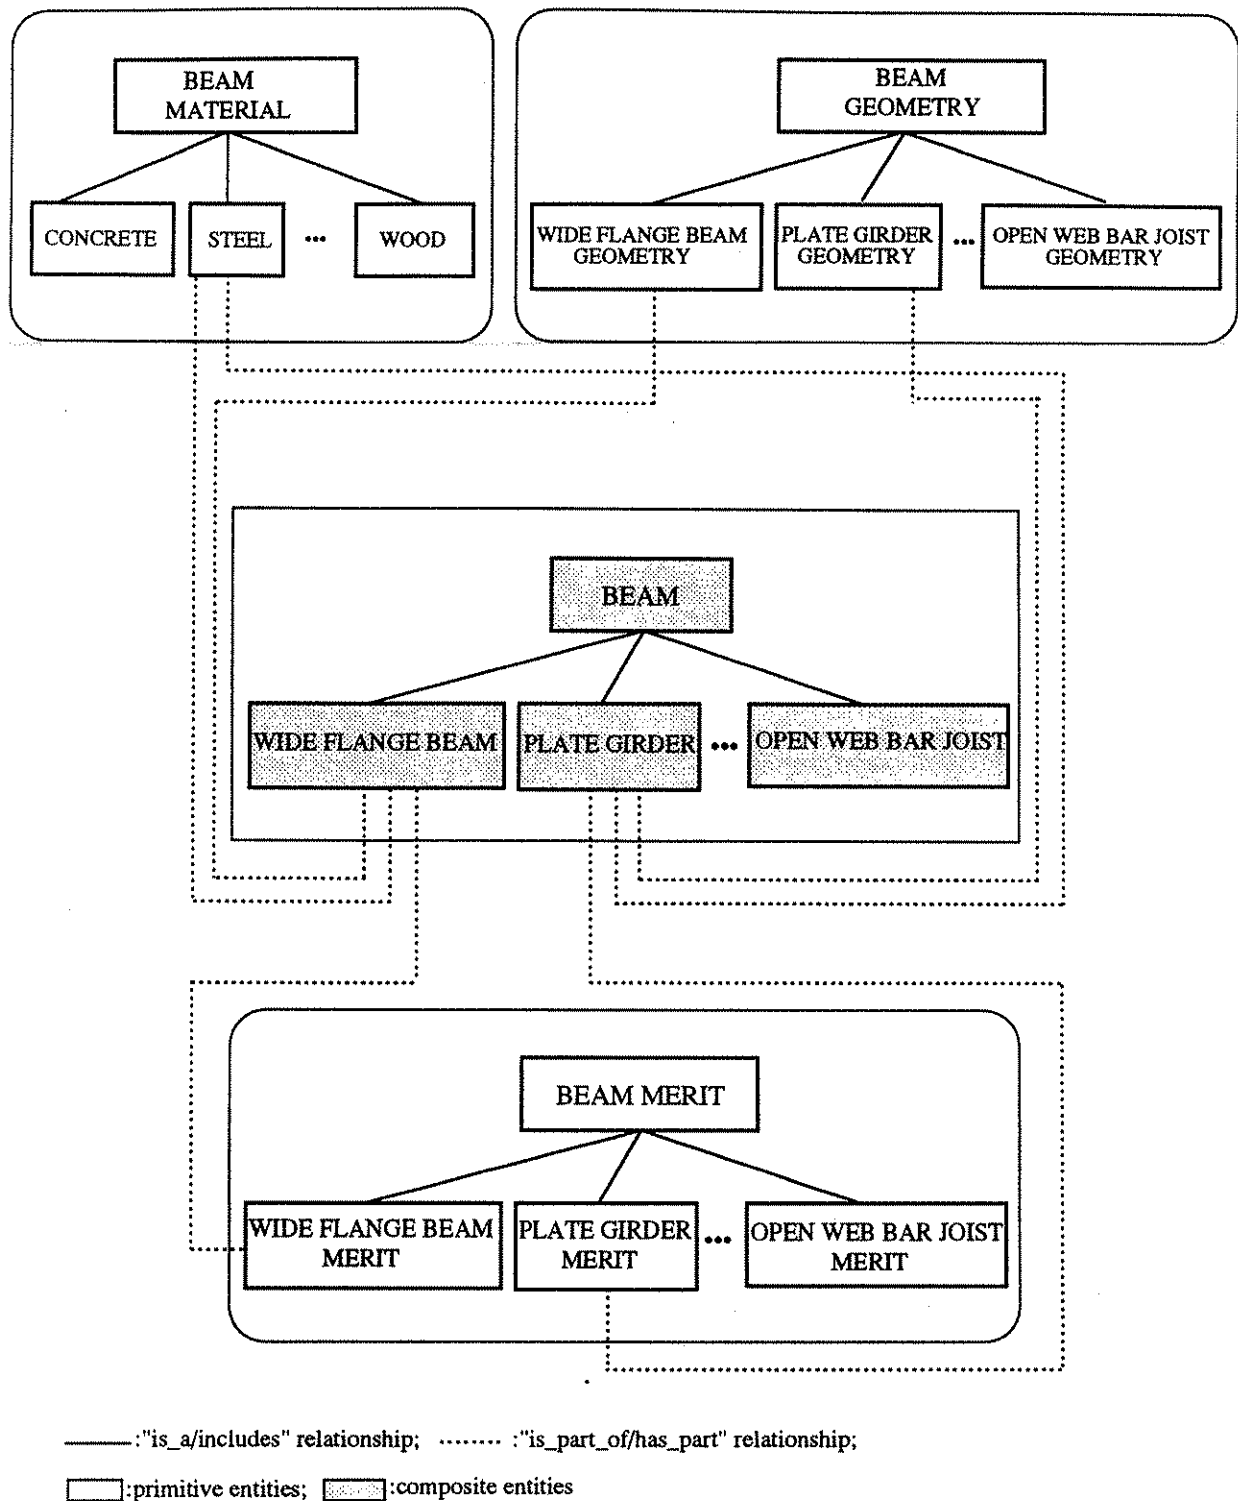 BEAM
MATERIAL
CONCRETE
STEEL
•••
WOOD
BEAM
GEOMETRY
WIDE FLANGE BEAM
GEOMETRY
PLATE GIRDER
GEOMETRY
•••
OPEN WEB BAR JOIST
GEOMETRY
BEAM
WIDE FLANGE BEAM
PLATE GIRDER
•••
OPEN WEB BAR JOIST
BEAM MERIT
WIDE FLANGE BEAM
MERIT
PLATE GIRDER
MERIT
•••
OPEN WEB BAR JOIST
MERIT
:"is_a/includes" relationship; :"is_part_of/has_part" relationship;
:primitive entities; :composite entities